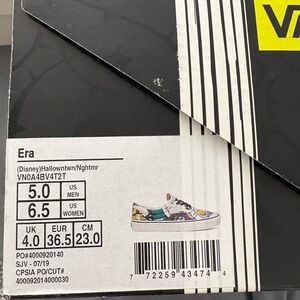 VA
Era
(Disney)Hallowntwn/Nghtmr
VN0A4BV4T2T
5.0 US MEN
6.5 US WOMEN
UK EUR CM
4.0 36.5 23.0
PO#4000920140
SJV - 07/19
CPSIA PO/CUT#
400092014000030
7 72259 43474 4